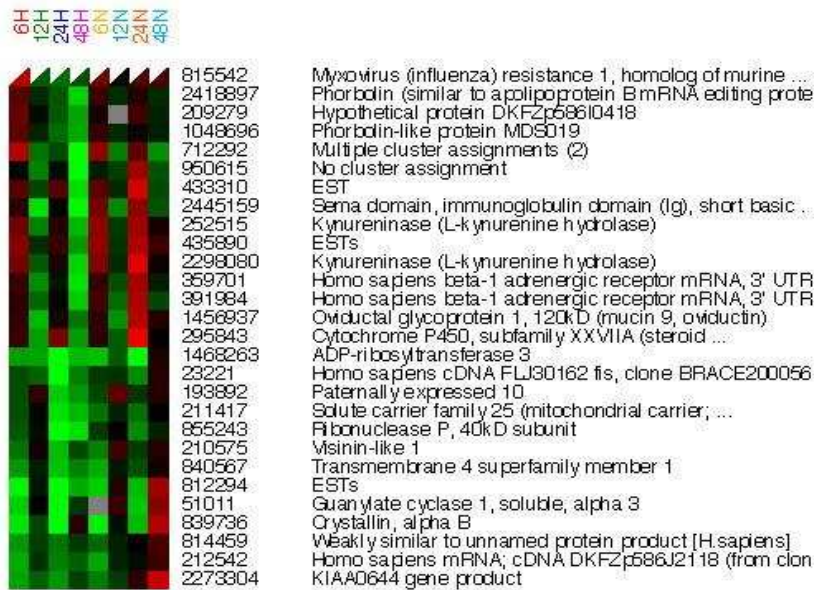 6H 12H 24H 48H 6N 12N 24N 48N
815542 Myxovirus (influenza) resistance 1, homolog of murine ...
2418897 Phorbolin (similar to apolipoprotein B mRNA editing prote
209279 Hypothetical protein DKFZp586I0418
1048696 Phorbolin-like protein MDS019
712292 Multiple cluster assignments (2)
950615 No cluster assignment
433310 EST
2445159 Sema domain, immunoglobulin domain (Ig), short basic .
252515 Kynureninase (L-kynurenine hydrolase)
435890 ESTs
2298080 Kynureninase (L-kynurenine hydrolase)
359701 Homo sapiens beta-1 adrenergic receptor mRNA, 3' UTR
391984 Homo sapiens beta-1 adrenergic receptor mRNA, 3' UTR
1456937 Oviductal glycoprotein 1, 120kD (mucin 9, oviductin)
295843 Cytochrome P450, subfamily XXVIIA (steroid ...
1468263 ADP-ribosyltransferase 3
23221 Homo sapiens cDNA FLJ30162 fis, clone BRACE200056
193892 Paternally expressed 10
211417 Solute carrier family 25 (mitochondrial carrier; ...
855243 Ribonuclease P, 40kD subunit
210575 Visinin-like 1
840567 Transmembrane 4 superfamily member 1
812294 ESTs
51011 Guanylate cyclase 1, soluble, alpha 3
839736 Crystallin, alpha B
814459 Weakly similar to unnamed protein product [H.sapiens]
212542 Homo sapiens mRNA; cDNA DKFZp586J2118 (from clon
2273304 KIAA0644 gene product